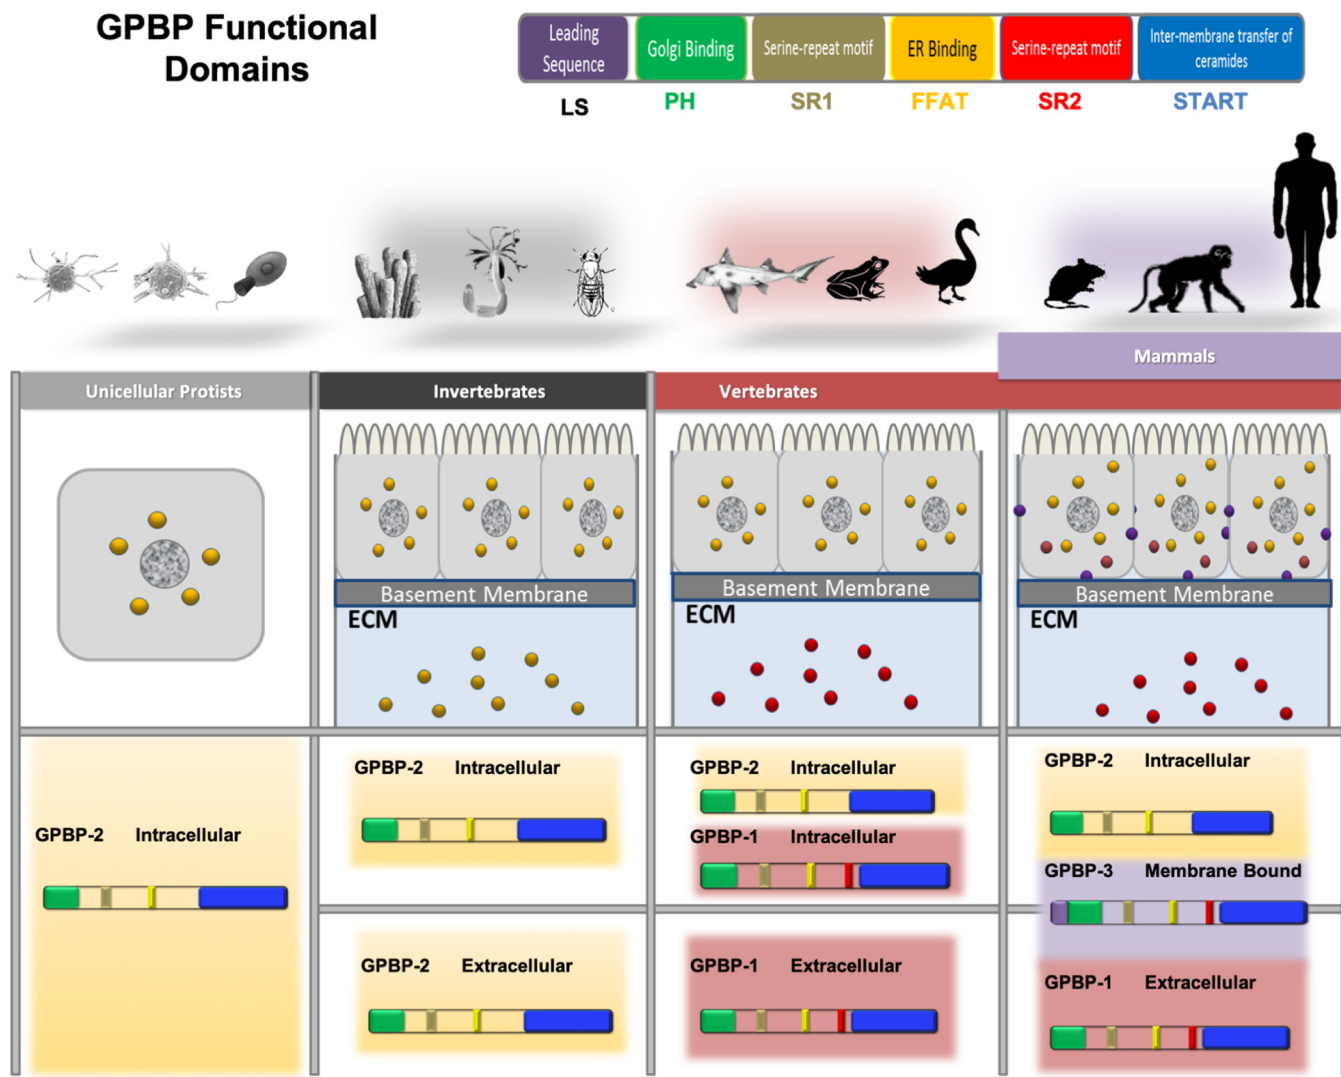 GPBP Functional
Domains
Leading
Sequence
Golgi Binding
Serine-repeat motif
ER Binding
Serine-repeat motif
Inter-membrane transfer of
ceramides
LS
PH
SR1
FFAT
SR2
START
Mammals
Unicellular Protists
Invertebrates
Vertebrates
Basement Membrane
Basement Membrane
Basement Membrane
ECM
ECM
ECM
GPBP-2 Intracellular
GPBP-2 Intracellular
GPBP-2 Extracellular
GPBP-2 Intracellular
GPBP-1 Intracellular
GPBP-1 Extracellular
GPBP-2 Intracellular
GPBP-3 Membrane Bound
GPBP-1 Extracellular